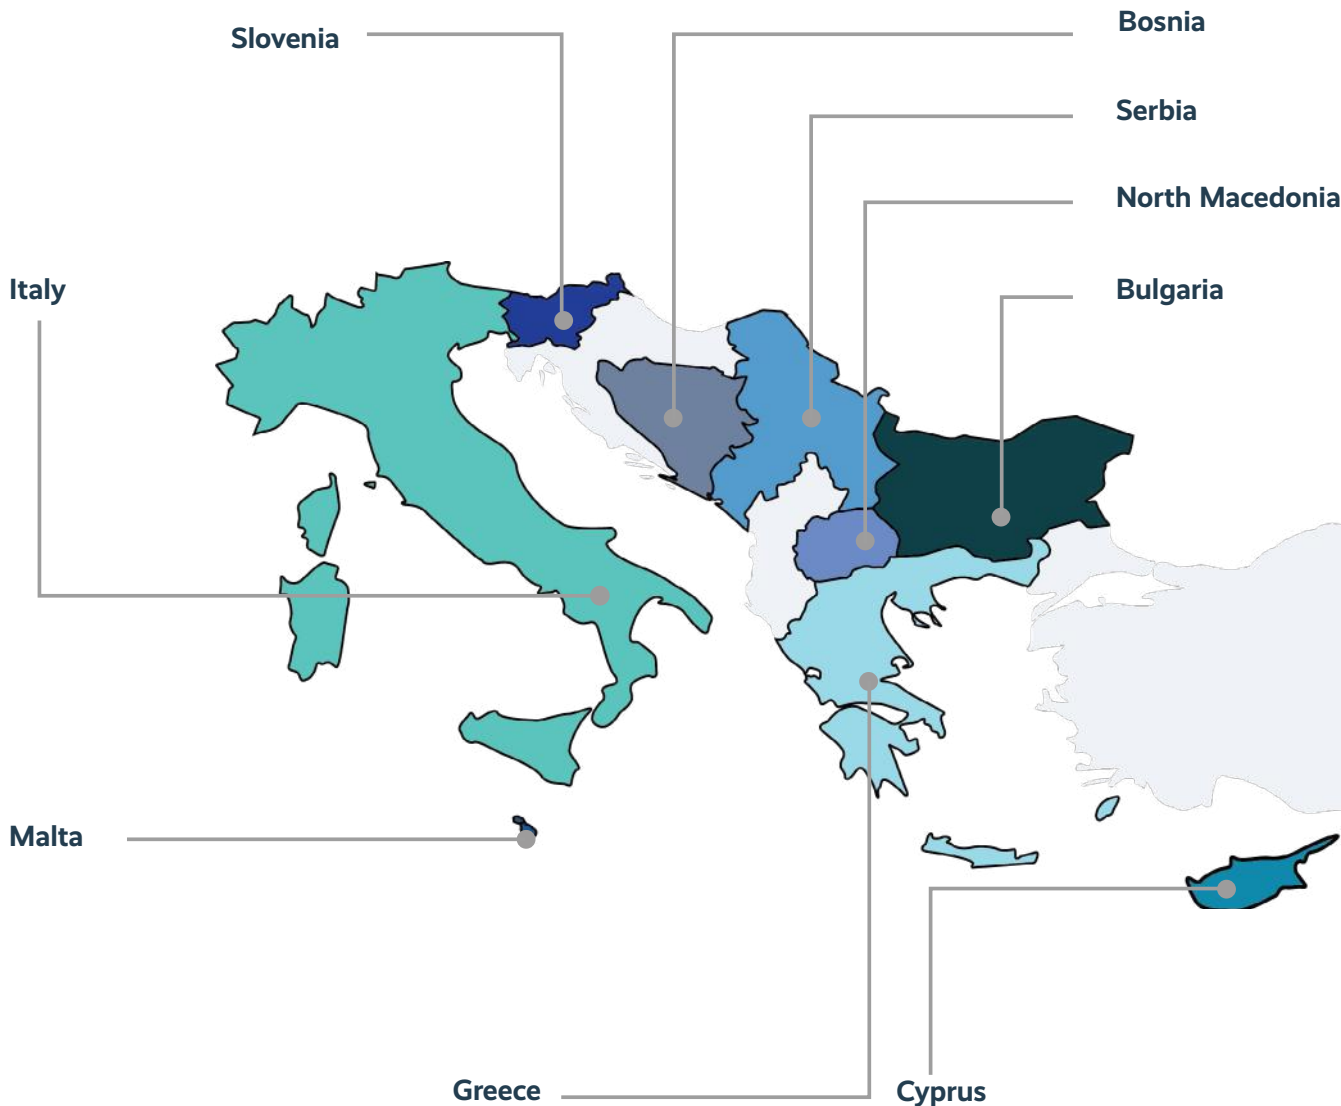 Slovenia
Bosnia
Serbia
North Macedonia
Italy
Bulgaria
Malta
Greece
Cyprus